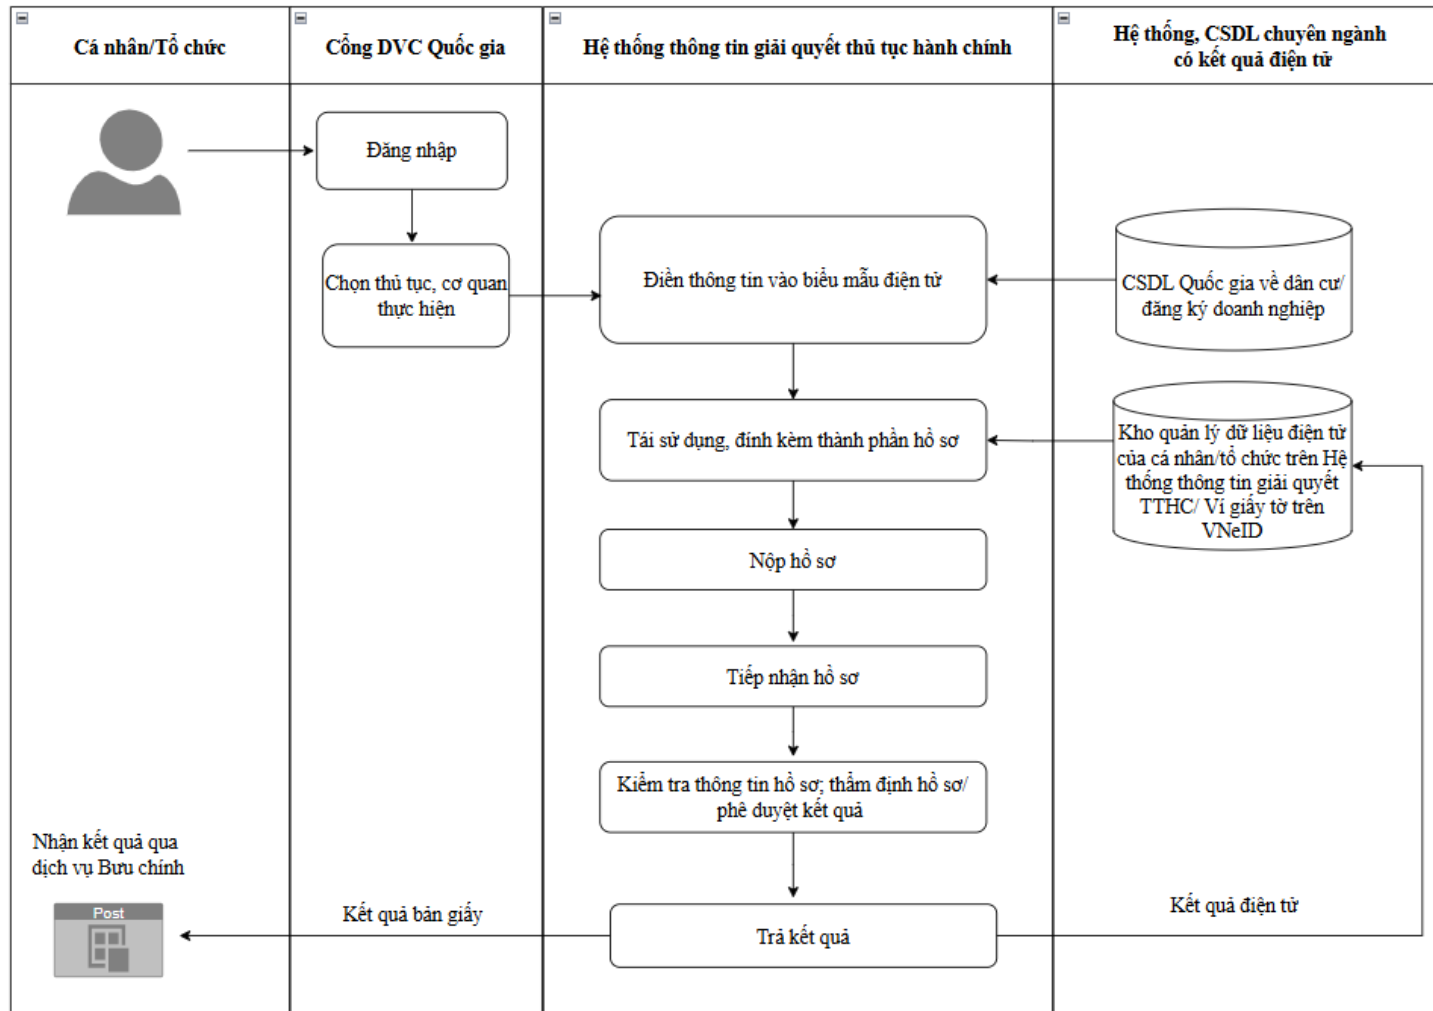 Cá nhân/Tổ chức
Cổng DVC Quốc gia
Hệ thống thông tin giải quyết thủ tục hành chính
Hệ thống, CSDL chuyên ngành
có kết quả điện tử
Đăng nhập
Chọn thủ tục, cơ quan
thực hiện
Điền thông tin vào biểu mẫu điện tử
CSDL Quốc gia về dân cư/
đăng ký doanh nghiệp
Tái sử dụng, đính kèm thành phần hồ sơ
Kho quản lý dữ liệu điện tử
của cá nhân/tổ chức trên Hệ
thống thông tin giải quyết
TTHC/ Ví giấy tờ trên
VNeID
Nộp hồ sơ
Tiếp nhận hồ sơ
Kiểm tra thông tin hồ sơ; thẩm định hồ sơ/
phê duyệt kết quả
Nhận kết quả qua
dịch vụ Bưu chính
Post
Kết quả bản giấy
Trả kết quả
Kết quả điện tử